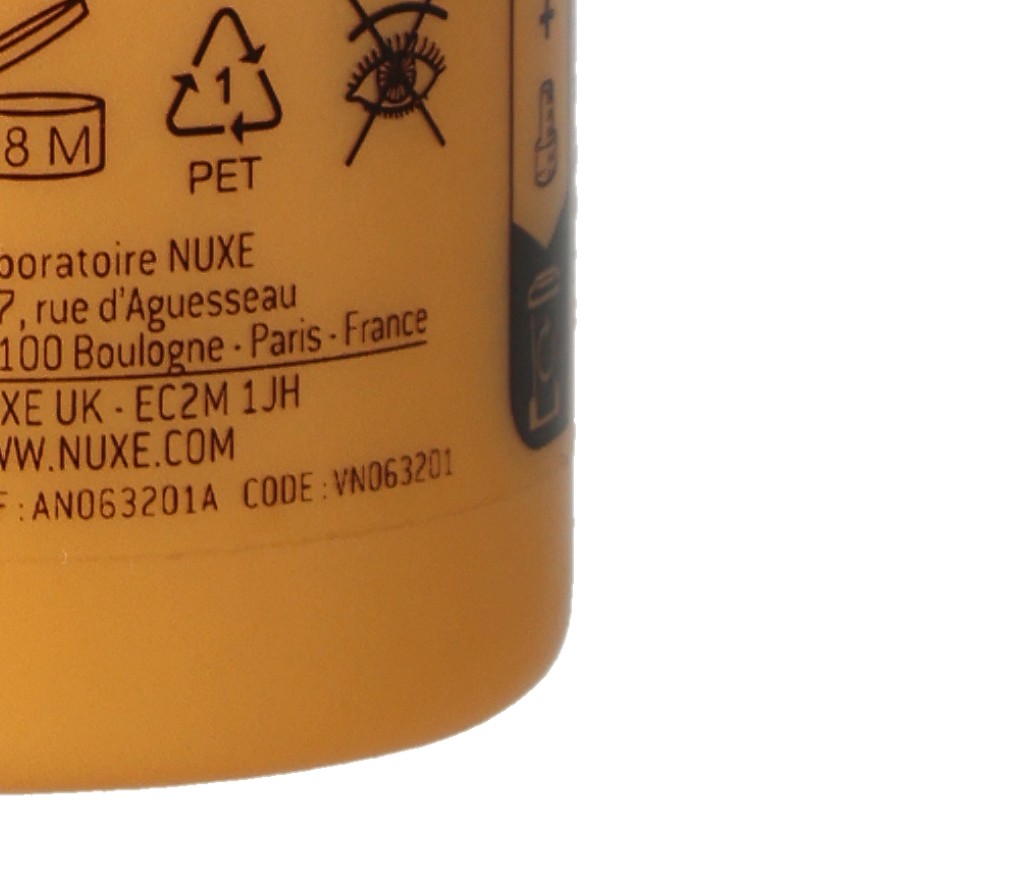 8 M
1
PET
boratoire NUXE
7, rue d'Aguesseau
100 Boulogne - Paris - France
XE UK - EC2M 1JH
WW.NUXE.COM
F : AN063201A CODE : VN063201
+